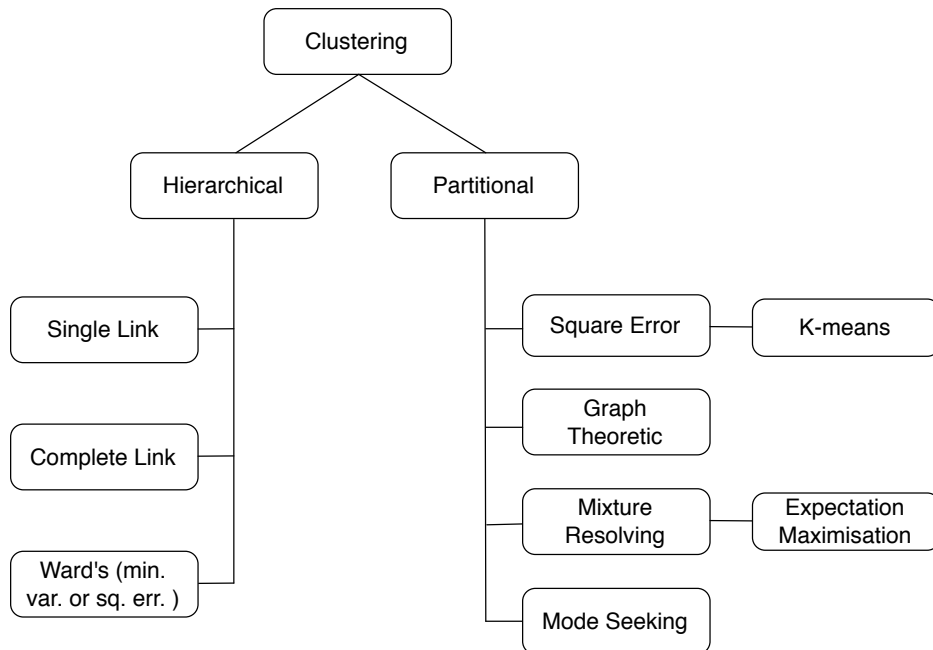 Clustering
Hierarchical
Partitional
Single Link
Square Error
K-means
Graph
Theoretic
Complete Link
Mixture
Resolving
Expectation
Maximisation
Ward's (min.
var. or sq. err. )
Mode Seeking